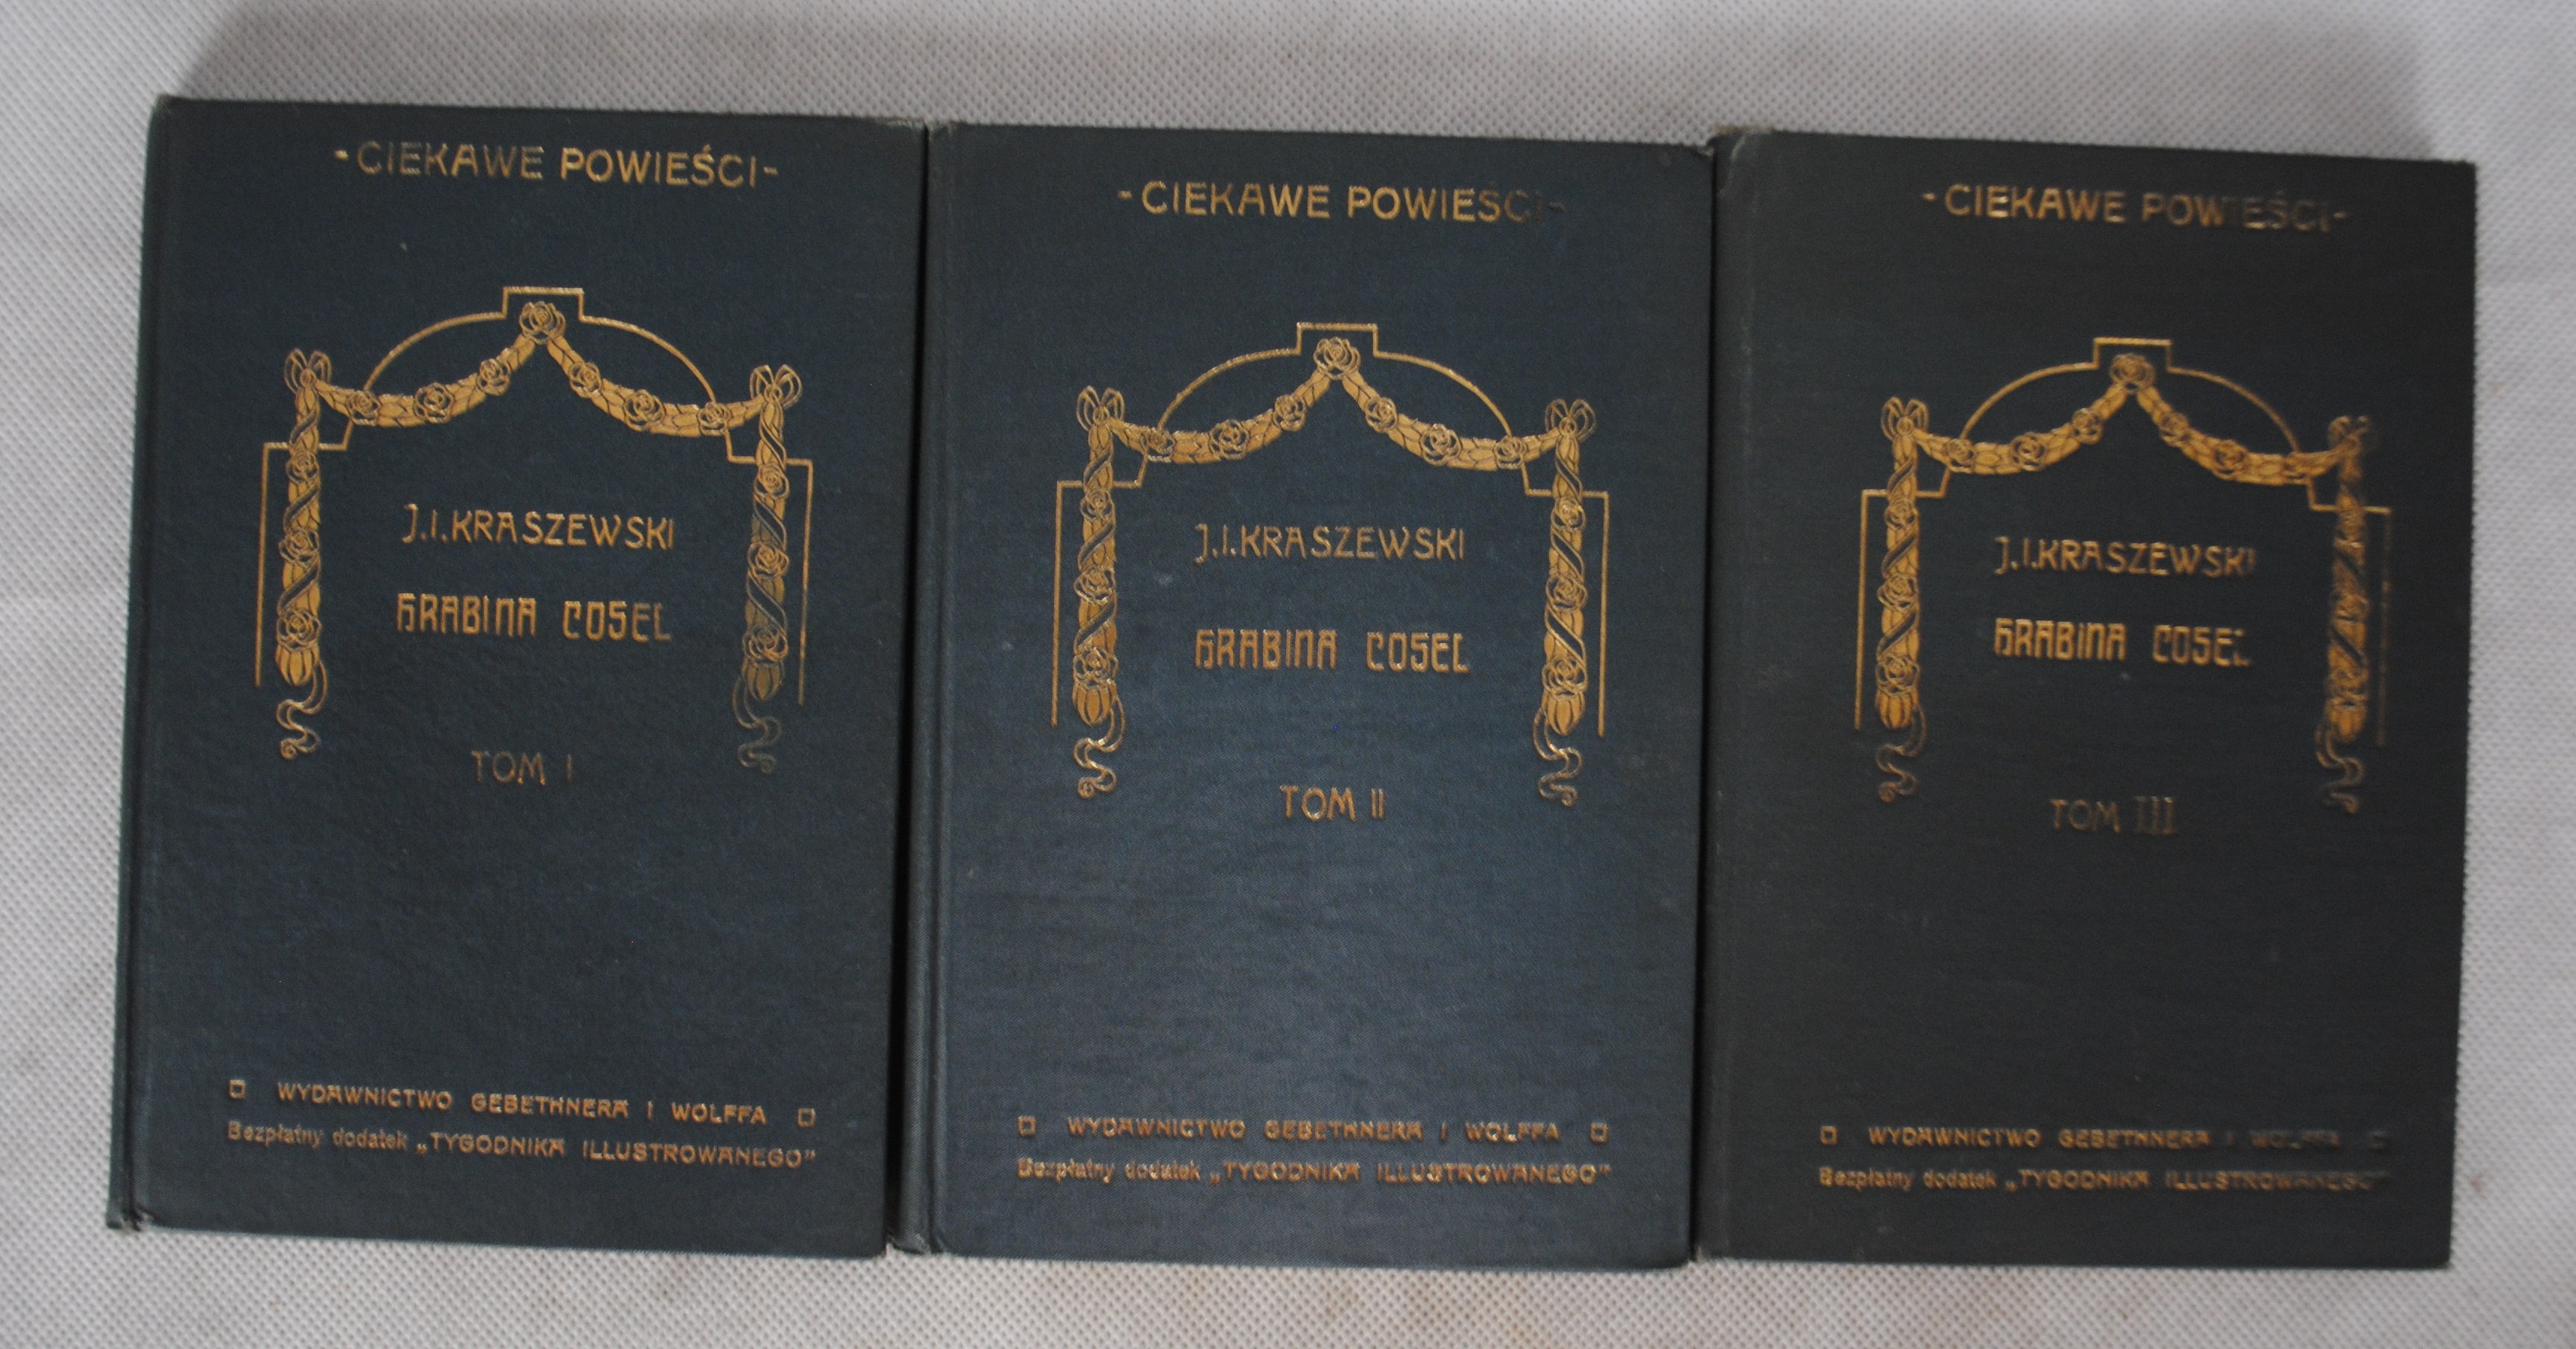 -CIEKAWE POWIEŚCI-
J.I.KRASZEWSKI
HRABINA COSEL
TOM I
WYDAWNICTWO GEBETHNERA I WOLFFA
Bezpłatny dodatek „TYGODNIKA ILLUSTROWANEGO”
-CIEKAWE POWIEŚCI-
J.I.KRASZEWSKI
HRABINA COSEL
TOM II
WYDAWNICTWO GEBETHNERA I WOLFFA
Bezpłatny dodatek „TYGODNIKA ILLUSTROWANEGO”
-CIEKAWE POWIEŚCI-
J.I.KRASZEWSKI
HRABINA COSEL
TOM III
WYDAWNICTWO GEBETHNERA I WOLFFA
Bezpłatny dodatek „TYGODNIKA ILLUSTROWANEGO”